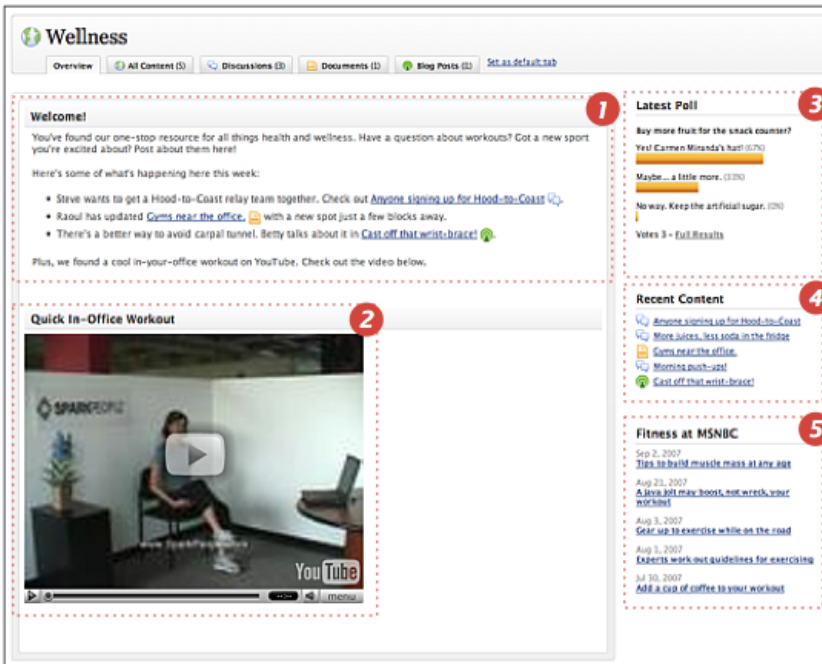 Wellness
Overview
All Content (5)
Discussions (3)
Documents (1)
Blog Posts (1)
Set as default tab
1
Welcome!
You've found our one-stop resource for all things health and wellness. Have a question about workouts? Got a new sport
you're excited about? Post about them here!
Here's some of what's happening here this week:
• Steve wants to get a Hood-to-Coast relay team together. Check out Anyone signing up for Hood-to-Coast.
• Raoul has updated Gyms near the office. with a new spot just a few blocks away.
• There's a better way to avoid carpal tunnel. Betty talks about it in Cast off that wrist-brace!.
Plus, we found a cool in-your-office workout on YouTube. Check out the video below.
2
Quick In-Office Workout
SPARKPEOPLE
YouTube
menu
3
Latest Poll
Buy more fruit for the snack counter?
Yes! Carmen Miranda's hat! (67%)
Maybe... a little more. (33%)
No way. Keep the artificial sugar. (0%)
Votes 3 - Full Results
4
Recent Content
Anyone signing up for Hood-to-Coast
More juices, less soda in the fridge
Gyms near the office.
Morning push-ups!
Cast off that wrist-brace!
5
Fitness at MSNBC
Sep 2, 2007
Tips to build muscle mass at any age
Aug 21, 2007
A java jolt may boost, not wreck, your
workout
Aug 3, 2007
Gear up to exercise while on the road
Aug 1, 2007
Experts work out guidelines for exercising
Jul 30, 2007
Add a cup of coffee to your workout